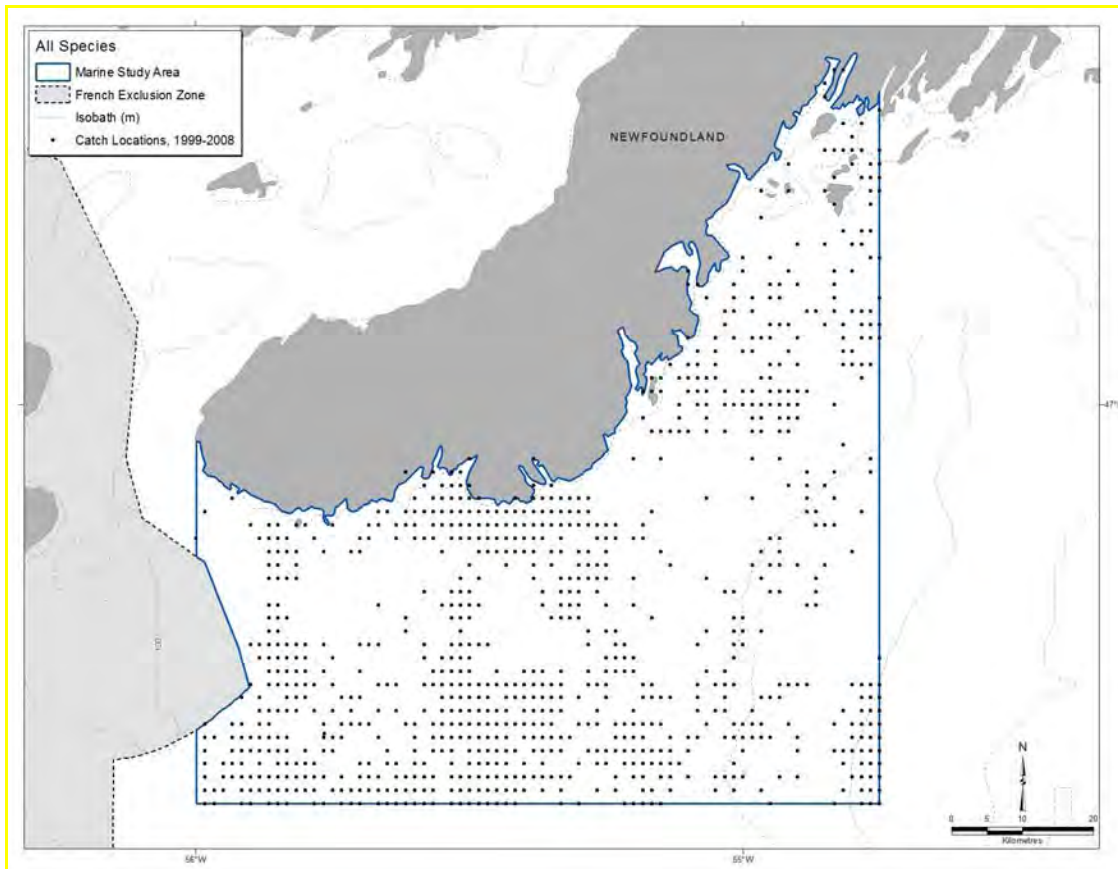 All Species
Marine Study Area
French Exclusion Zone
Isobath (m)
Catch Locations, 1999-2008
NEWFOUNDLAND
47°
100
N
0 5 10 20
Kilometres
56°W
55°W